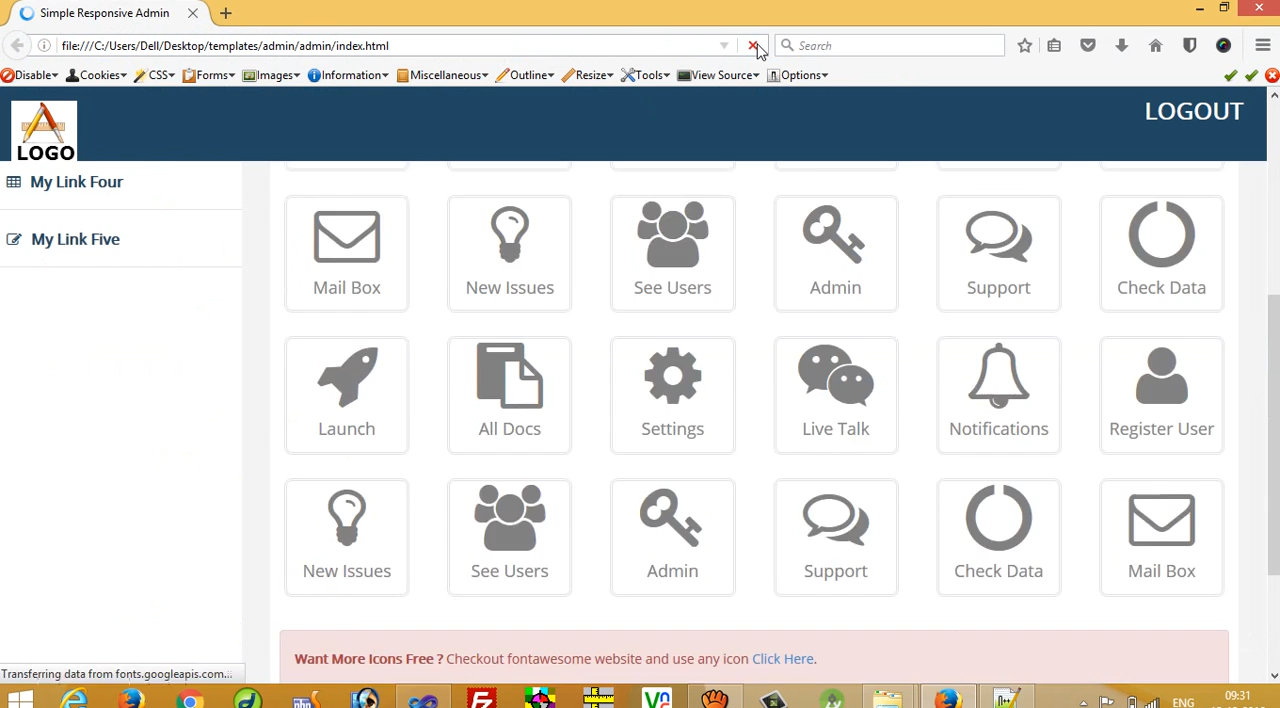 Simple Responsive Admin
file:///C:/Users/Dell/Desktop/templates/admin/admin/index.html
Search
Disable Cookies CSS Forms Images Information Miscellaneous Outline Resize Tools View Source Options
LOGO
LOGOUT
My Link Four
My Link Five
Mail Box New Issues See Users Admin Support Check Data
Launch All Docs Settings Live Talk Notifications Register User
New Issues See Users Admin Support Check Data Mail Box
Want More Icons Free ? Checkout fontawesome website and use any icon Click Here.
Transferring data from fonts.googleapis.com...
ENG
09:31